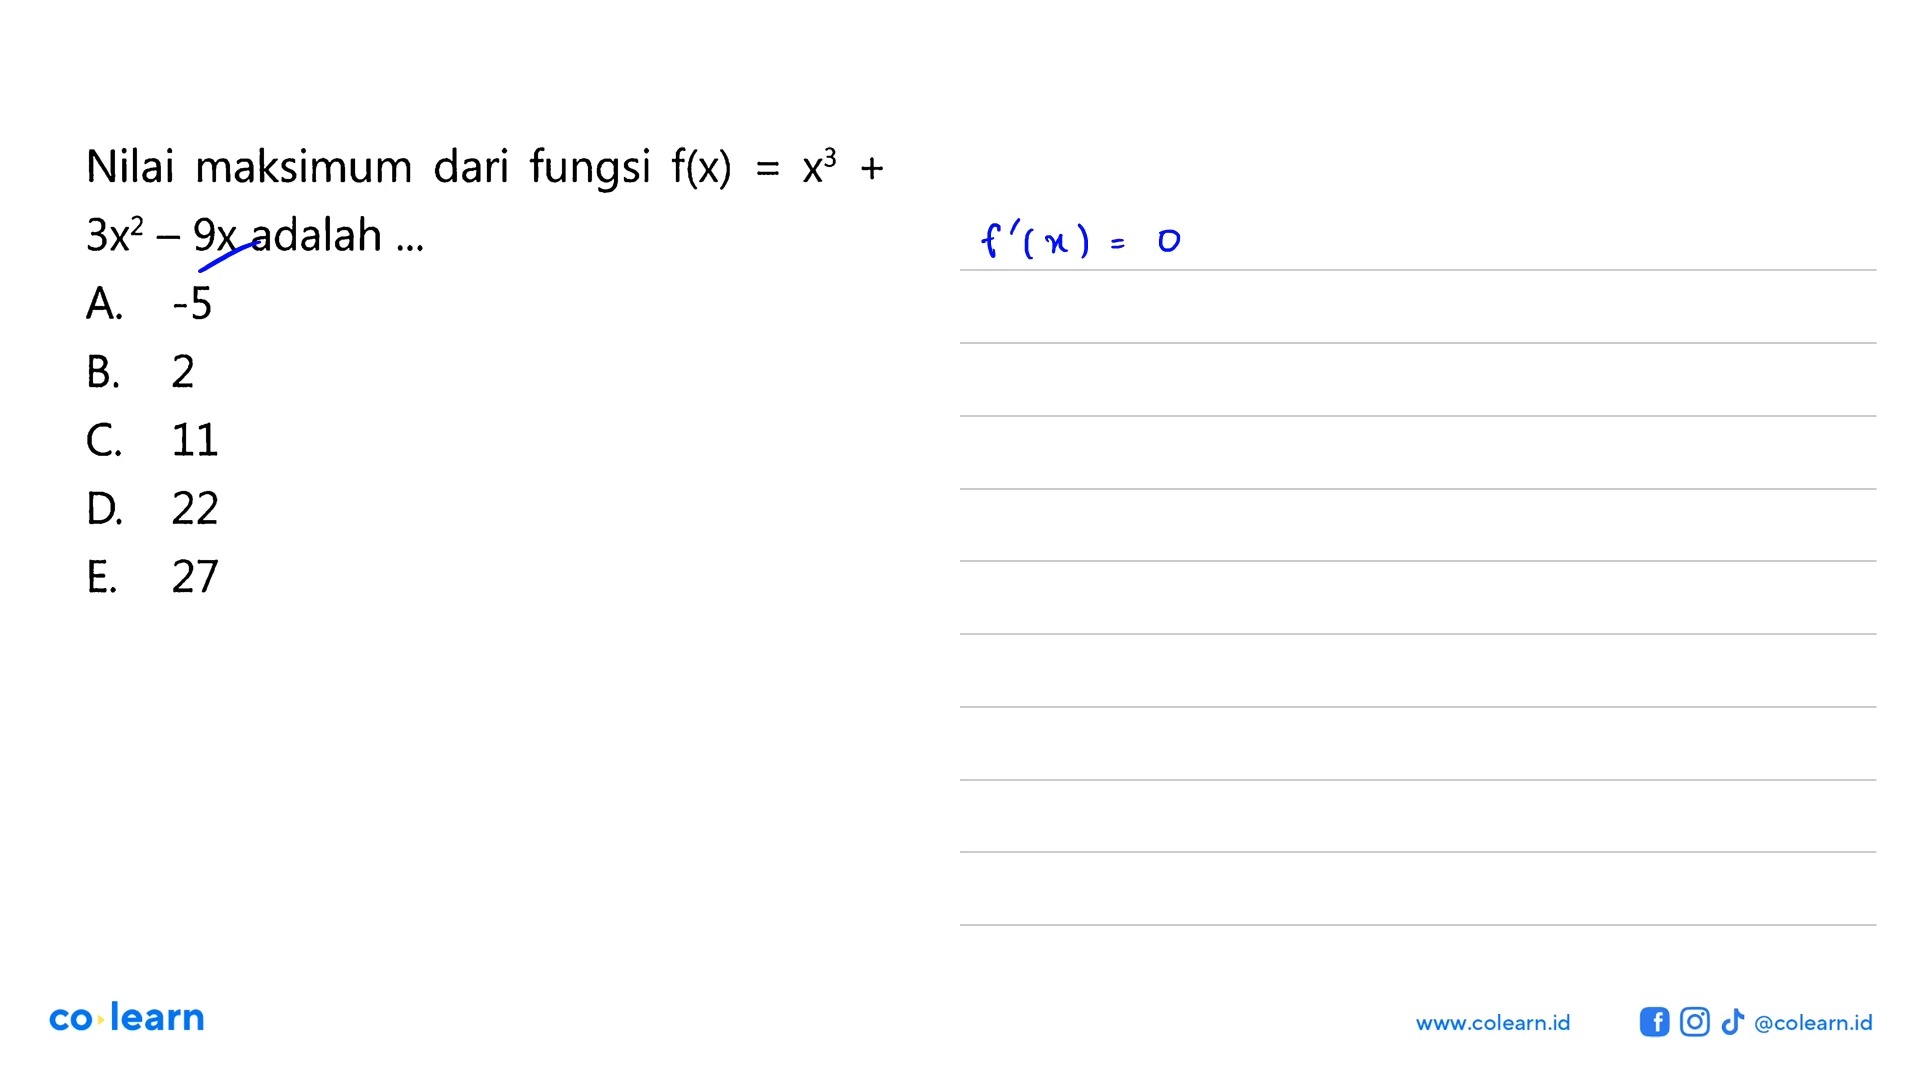 Nilai maksimum dari fungsi f(x) = x³ +
3x² – 9x adalah ...
A. -5
B. 2
C. 11
D. 22
E. 27
f'(x) = 0
co learn
www.colearn.id
@colearn.id